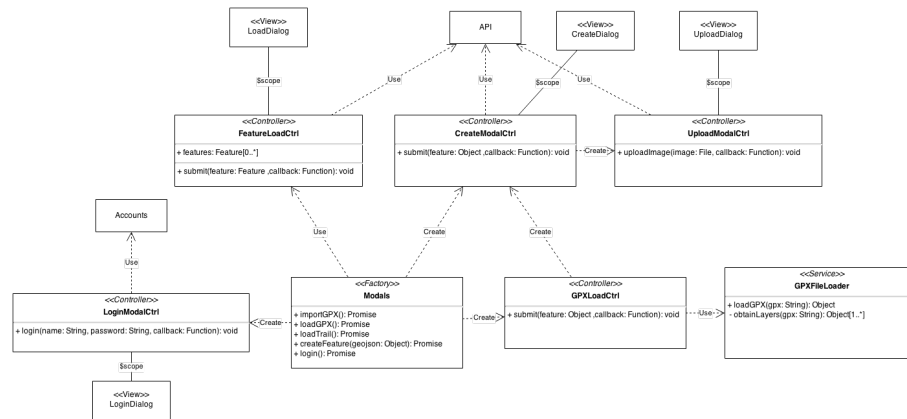 <<View>>
LoadDialog
API
<<View>>
CreateDialog
<<View>>
UploadDialog
Use
Use
Use
$scope
$scope
$scope
<<Controller>>
FeatureLoadCtrl
+ features: Feature[0..*]
+ submit(feature: Feature ,callback: Function): void
<<Controller>>
CreateModalCtrl
+ submit(feature: Object ,callback: Function): void
Create
<<Controller>>
UploadModalCtrl
+ uploadImage(image: File, callback: Function): void
Accounts
Use
Use
Create
Create
<<Controller>>
LoginModalCtrl
+ login(name: String, password: String, callback: Function): void
Create
<<Factory>>
Modals
+ importGPX(): Promise
+ loadGPX(): Promise
+ loadTrail(): Promise
+ createFeature(geojson: Object): Promise
+ login(): Promise
Create
<<Controller>>
GPXLoadCtrl
+ submit(feature: Object ,callback: Function): void
Use
<<Service>>
GPXFileLoader
+ loadGPX(gpx: String): Object
- obtainLayers(gpx: String): Object[1..*]
$scope
<<View>>
LoginDialog